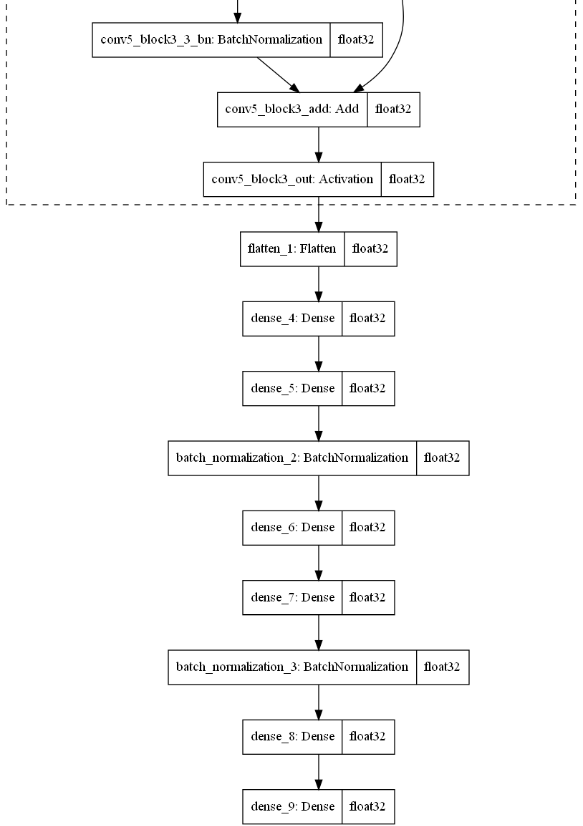 conv5_block3_3_bn: BatchNormalization float32
conv5_block3_add: Add float32
conv5_block3_out: Activation float32
flatten_1: Flatten float32
dense_4: Dense float32
dense_5: Dense float32
batch_normalization_2: BatchNormalization float32
dense_6: Dense float32
dense_7: Dense float32
batch_normalization_3: BatchNormalization float32
dense_8: Dense float32
dense_9: Dense float32